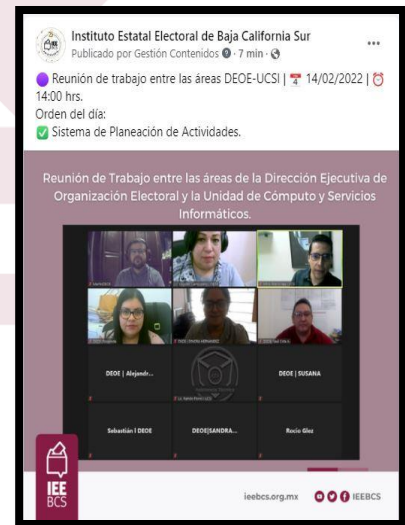 Instituto Estatal Electoral de Baja California Sur
Publicado por Gestión Contenidos · 7 min ·
Reunión de trabajo entre las áreas DEOE-UCSI | 14/02/2022 |
14:00 hrs.
Orden del día:
Sistema de Planeación de Actividades.
Reunión de Trabajo entre las áreas de la Dirección Ejecutiva de
Organización Electoral y la Unidad de Cómputo y Servicios
Informáticos.
DEOE | Alejandr...
DEOE | SUSANA
Sebastián l DEOE
DEOE|SANDRA...
Rocio Glez
IEE
BCS
ieebcs.org.mx
IEEBCS